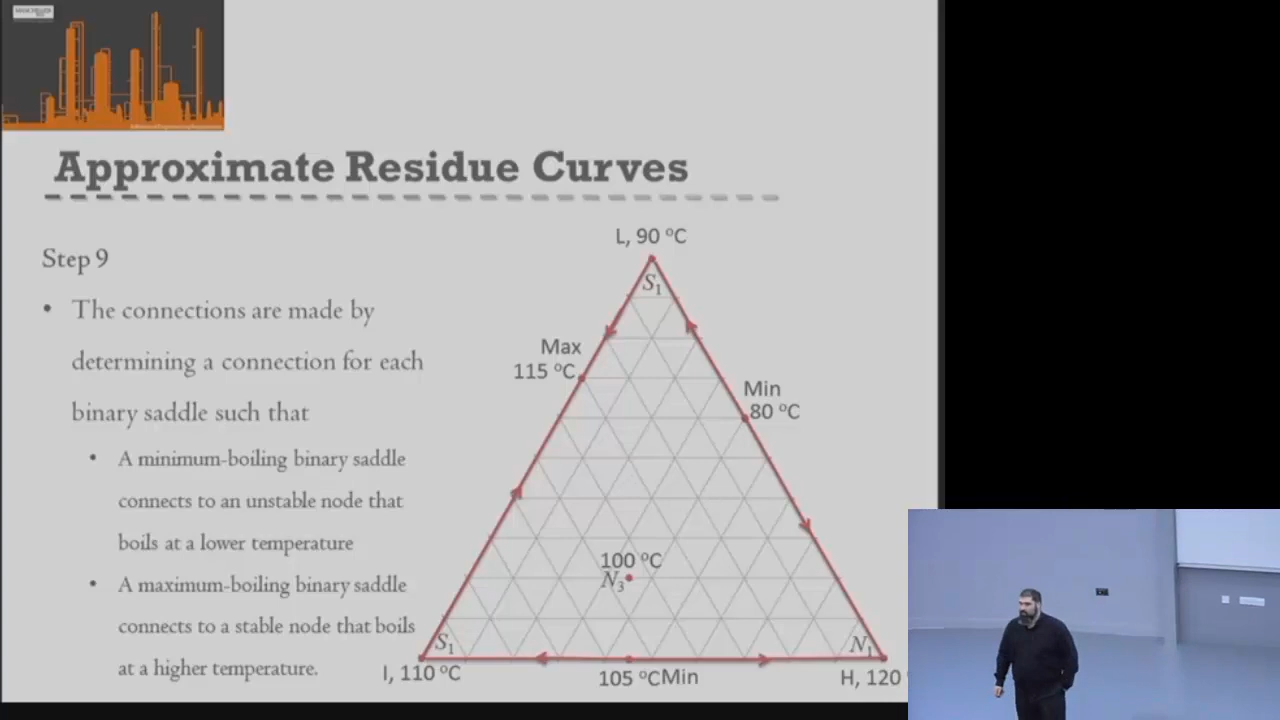 Approximate Residue Curves
Step 9
• The connections are made by
determining a connection for each
binary saddle such that
• A minimum-boiling binary saddle
connects to an unstable node that
boils at a lower temperature
• A maximum-boiling binary saddle
connects to a stable node that boils
at a higher temperature.
L, 90 ºC
S₁
Max
115 ºC
Min
80 ºC
100 ºC
N₃
S₁
N₁
I, 110 ºC
105 ºC Min
H, 120